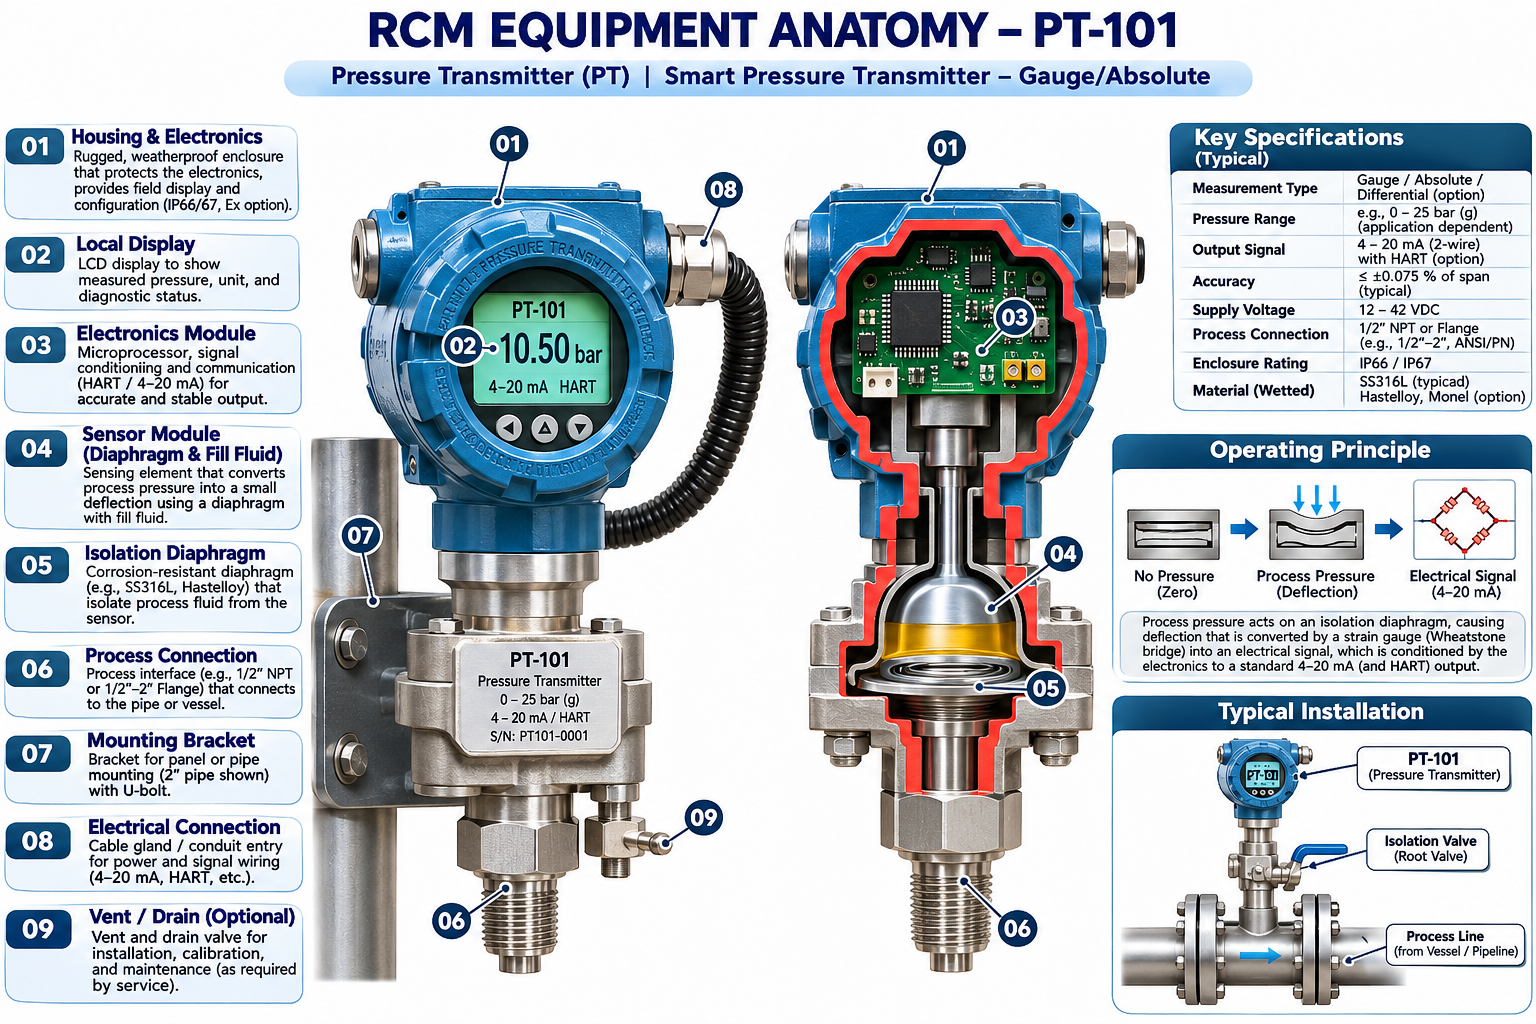 RCM EQUIPMENT ANATOMY – PT-101
Pressure Transmitter (PT) | Smart Pressure Transmitter – Gauge/Absolute
01
Housing & Electronics
Rugged, weatherproof enclosure
that protects the electronics,
provides field display and
configuration (IP66/67, Ex option).
02
Local Display
LCD display to show
measured pressure, unit, and
diagnostic status.
03
Electronics Module
Microprocessor, signal
conditioniing and communication
(HART / 4–20 mA) for
accurate and stable output.
04
Sensor Module
(Diaphragm & Fill Fluid)
Sensing element that converts
process pressure into a small
deflection using a diaphragm
with fill fluid.
05
Isolation Diaphragm
Corrosion-resistant diaphragm
(e.g., SS316L, Hastelloy) that
isolate process fluid from the
sensor.
06
Process Connection
Process interface (e.g., 1/2" NPT
or 1/2"–2" Flange) that connects
to the pipe or vessel.
07
Mounting Bracket
Bracket for panel or pipe
mounting (2" pipe shown)
with U-bolt.
08
Electrical Connection
Cable gland / conduit entry
for power and signal wiring
(4–20 mA, HART, etc.).
09
Vent / Drain (Optional)
Vent and drain valve for
installation, calibration,
and maintenance (as required
by service).
01
08
PT-101
02
10.50 bar
4–20 mA HART
07
PT-101
Pressure Transmitter
0 – 25 bar (g)
4 – 20 mA / HART
S/N: PT101-0001
09
06
01
03
04
05
06
Key Specifications
(Typical)
Measurement Type
Gauge / Absolute /
Differential (option)
Pressure Range
e.g., 0 – 25 bar (g)
(application dependent)
Output Signal
4 – 20 mA (2-wire)
with HART (option)
Accuracy
≤ ±0.075 % of span
(typical)
Supply Voltage
12 – 42 VDC
Process Connection
1/2" NPT or Flange
(e.g., 1/2"–2", ANSI/PN)
Enclosure Rating
IP66 / IP67
Material (Wetted)
SS316L (typicad)
Hastelloy, Monel (option)
Operating Principle
No Pressure
(Zero)
Process Pressure
(Deflection)
Electrical Signal
(4–20 mA)
Process pressure acts on an isolation diaphragm, causing
deflection that is converted by a strain gauge (Wheatstone
bridge) into an electrical signal, which is conditioned by the
electronics to a standard 4–20 mA (and HART) output.
Typical Installation
PT-101
PT-101
(Pressure Transmitter)
Isolation Valve
(Root Valve)
Process Line
(from Vessel / Pipeline)